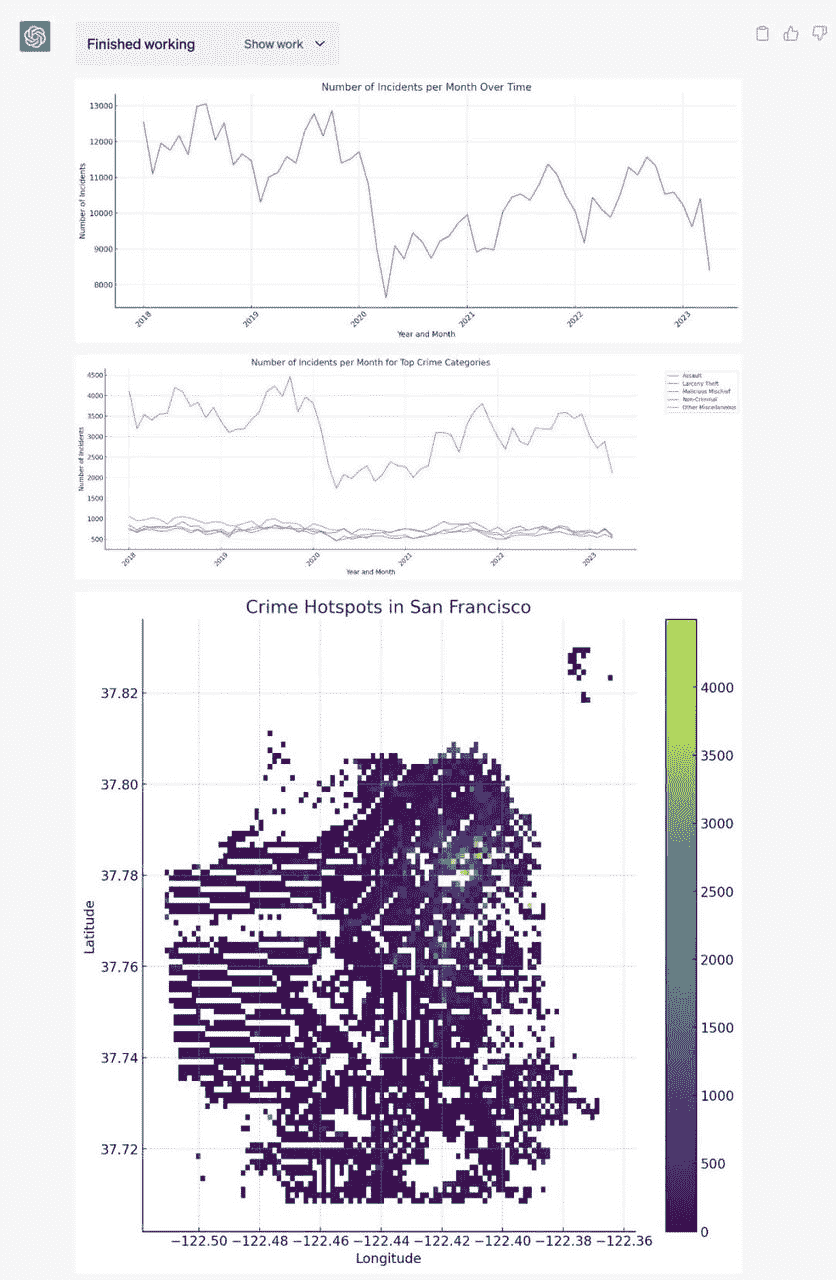 Finished working Show work
Number of Incidents per Month Over Time
Number of Incidents
13000
12000
11000
10000
9000
8000
2018 2019 2020 2021 2022 2023
Year and Month
Number of Incidents per Month for Top Crime Categories
Number of Incidents
4500
4000
3500
3000
2500
2000
1500
1000
500
2018 2019 2020 2021 2022 2023
Year and Month
Assault
Larceny Theft
Malicious Mischief
Non-Criminal
Other Miscellaneous
Crime Hotspots in San Francisco
Latitude
37.82
37.80
37.78
37.76
37.74
37.72
−122.50 −122.48 −122.46 −122.44 −122.42 −122.40 −122.38 −122.36
Longitude
4000
3500
3000
2500
2000
1500
1000
500
0